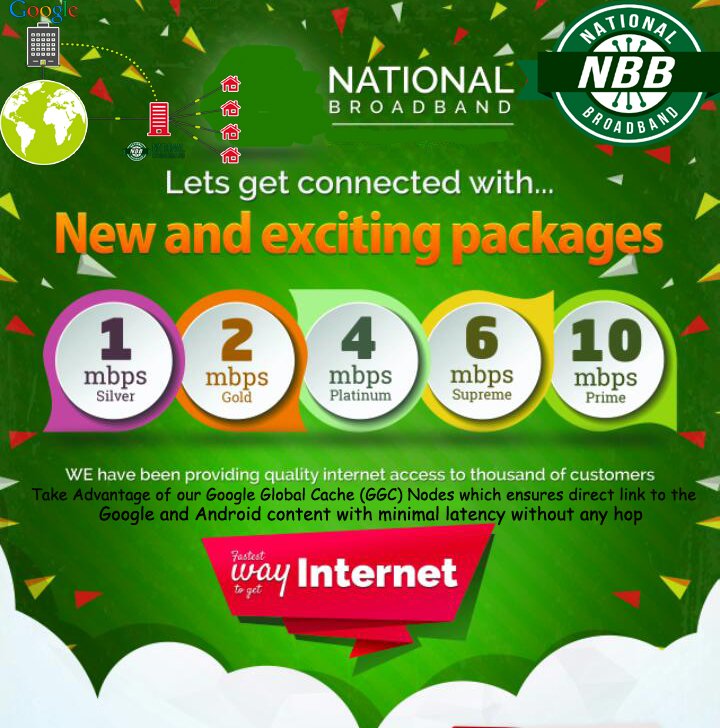 Google
NATIONAL
BROADBAND
NATIONAL
NBB
BROADBAND
NBB
Lets get connected with...
New and exciting packages
1
mbps
Silver
2
mbps
Gold
4
mbps
Platinum
6
mbps
Supreme
10
mbps
Prime
WE have been providing quality internet access to thousand of customers
Take Advantage of our Google Global Cache (GGC) Nodes which ensures direct link to the
Google and Android content with minimal latency without any hop
Fastest
way
to get
Internet